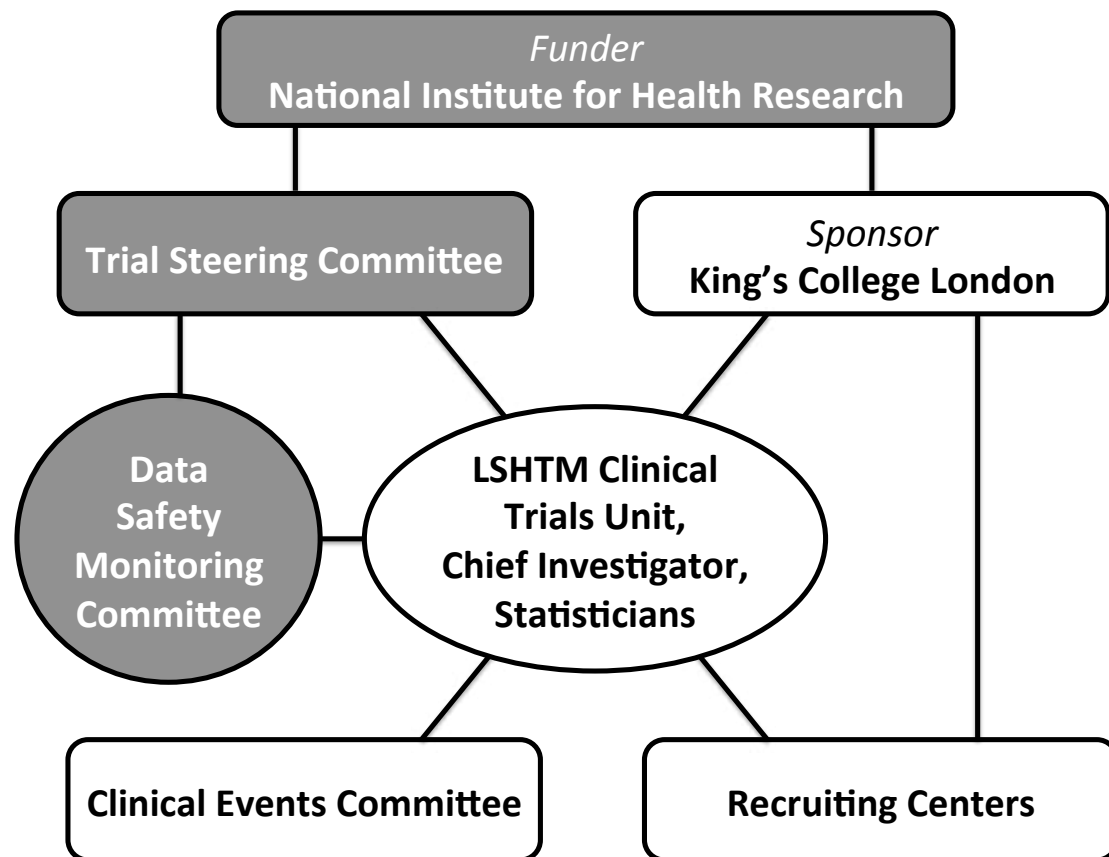 Funder
National Institute for Health Research
Trial Steering Committee
Sponsor
King’s College London
Data
Safety
Monitoring
Committee
LSHTM Clinical
Trials Unit,
Chief Investigator,
Statisticians
Clinical Events Committee
Recruiting Centers